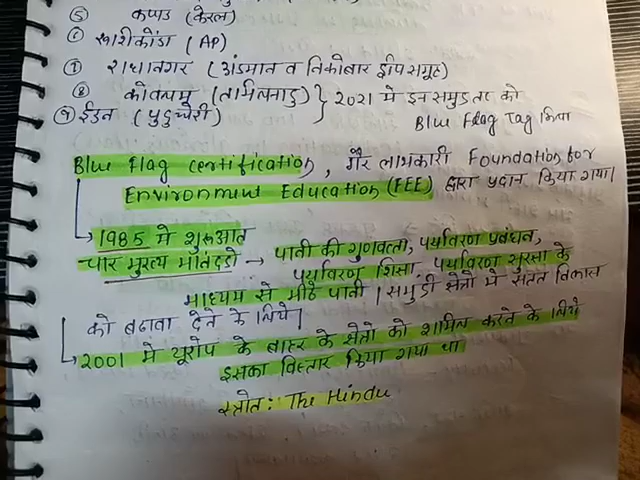 ⑤ कप्पड (केरल)
⑥ रूशीकोंडा (AP)
⑦ राधानगर (अंडमान व निकोबार द्वीपसमूह)
⑧ कोवलम (तमिलनाडु) } 2021 मे इन समुद्र तट को
⑨ ईडन (पुदुच्चेरी) Blue Flag Tag मिला
Blue Flag certification, गैर लाभकारी Foundation for
Environment Education (FEE) द्वारा प्रदान किया गया।
1985 मे शुरूआत
चार मुख्य मानदंडो → पानी की गुणवत्ता, पर्यावरण प्रबंधन,
पर्यावरण शिक्षा, पर्यावरण सुरक्षा के
माध्यम से मीठे पानी / समुद्री क्षेत्रो मे सतत विकास
को बढ़ावा देने के लिये।
2001 मे यूरोप के बाहर के क्षेत्रो को शामिल करने के लिये
इसका विस्तार किया गया था
स्त्रोत: The Hindu